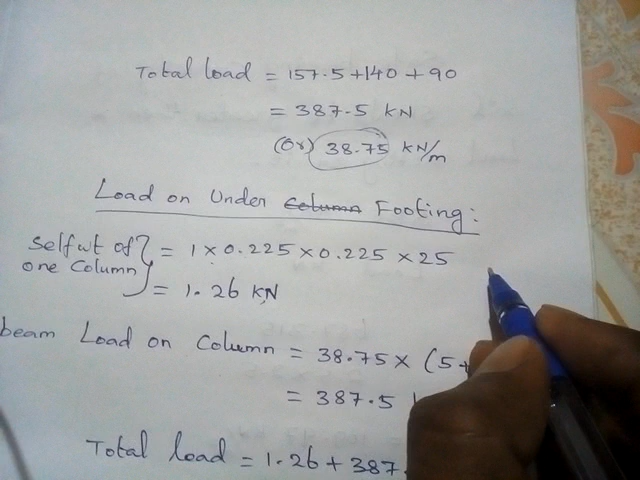 Total load = 157.5+140+90
= 387.5 KN
(Or) 38.75 KN/m
Load on Under Column Footing:
Selfwt of one Column } = 1 x 0.225 x 0.225 x 25
= 1.26 KN
beam Load on Column = 38.75 x (5+
= 387.5
Total load = 1.26 + 387.